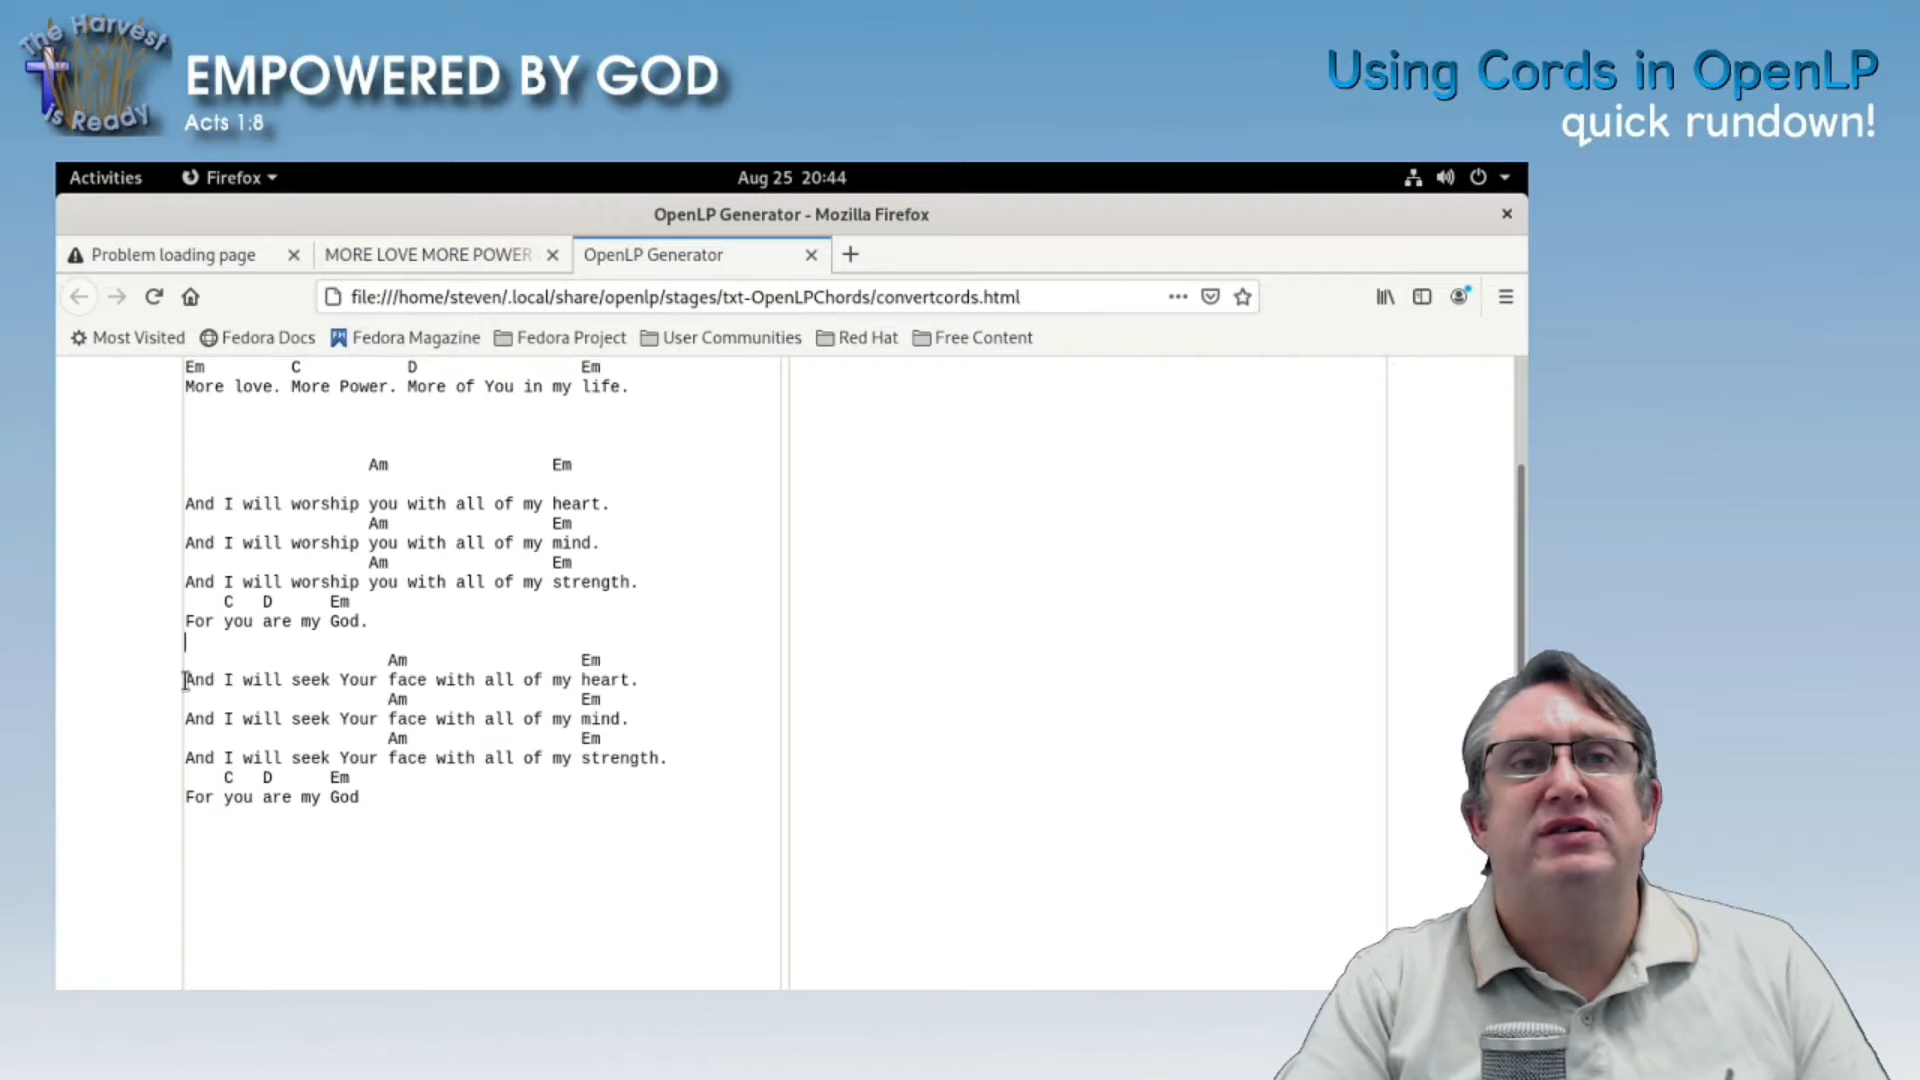 The Harvest
is Ready
EMPOWERED BY GOD
Acts 1:8
Using Cords in OpenLP
quick rundown!
Activities Firefox Aug 25 20:44
OpenLP Generator - Mozilla Firefox
Problem loading page MORE LOVE MORE POWER OpenLP Generator
file:///home/steven/.local/share/openlp/stages/txt-OpenLPChords/convertcords.html
Most Visited Fedora Docs Fedora Magazine Fedora Project User Communities Red Hat Free Content
Em C D Em
More love. More Power. More of You in my life.
Am Em
And I will worship you with all of my heart.
Am Em
And I will worship you with all of my mind.
Am Em
And I will worship you with all of my strength.
C D Em
For you are my God.
Am Em
And I will seek Your face with all of my heart.
Am Em
And I will seek Your face with all of my mind.
Am Em
And I will seek Your face with all of my strength.
C D Em
For you are my God